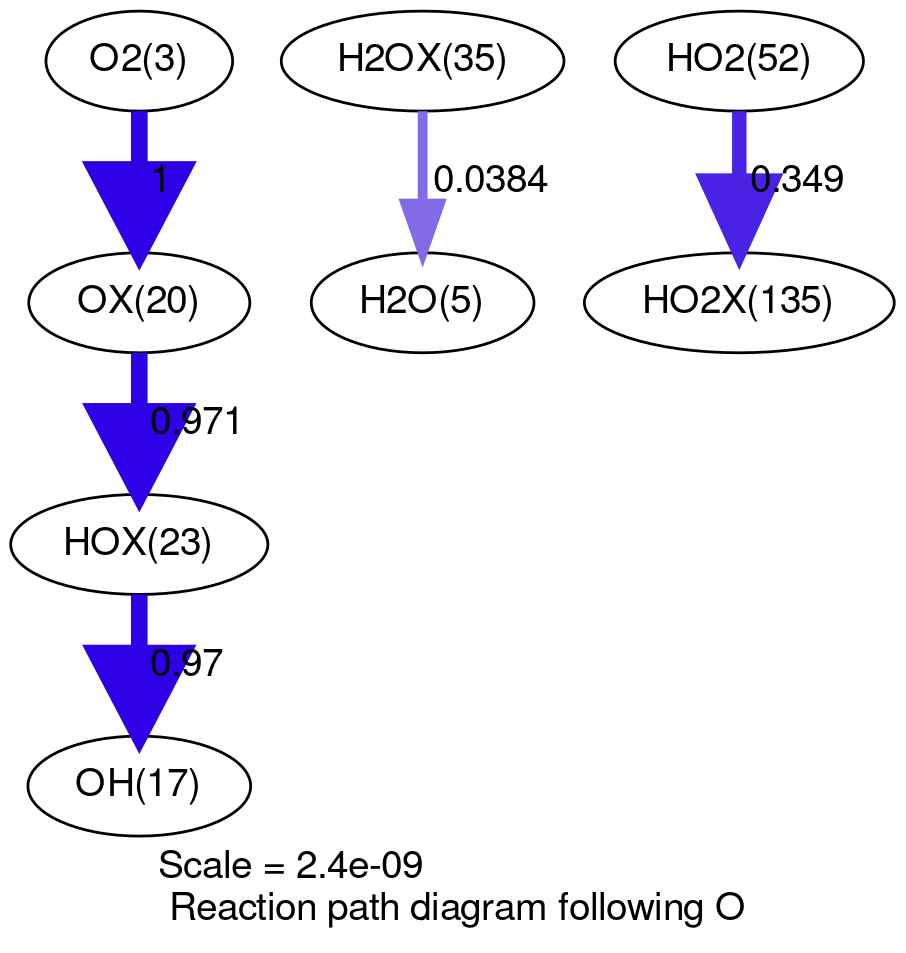 O2(3)
H2OX(35)
HO2(52)
1
0.0384
0.349
OX(20)
H2O(5)
HO2X(135)
0.971
HOX(23)
0.97
OH(17)
Scale = 2.4e-09
Reaction path diagram following O